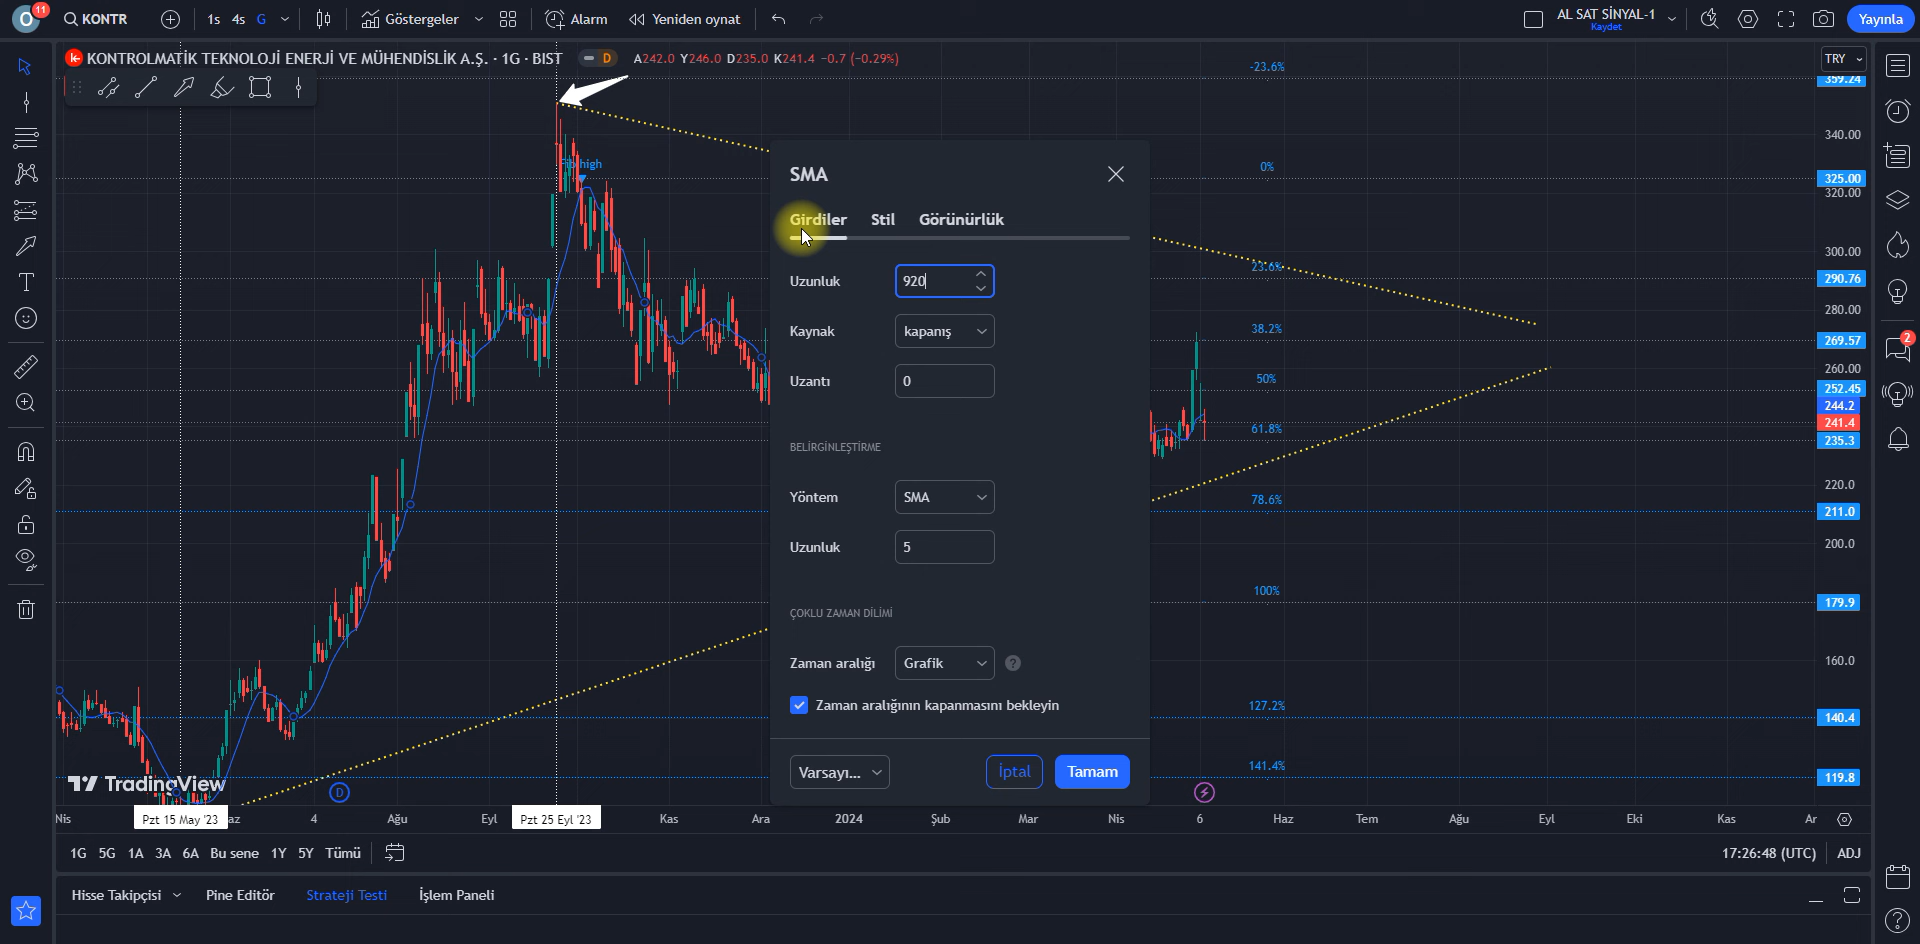 O
11
KONTR
1s 4s G
Göstergeler
Alarm
Yeniden oynat
AL SAT SİNYAL-1
Kaydet
Yayınla
KONTROLMATİK TEKNOLOJİ ENERJİ VE MÜHENDİSLİK A.Ş. · 1G · BIST
D
A242.0 Y246.0 D235.0 K241.4 -0.7 (-0.29%)
TRY
-23.6%
359.24
340.00
Fib high
0%
325.00
320.00
300.00
23.6%
290.76
280.00
38.2%
269.57
260.00
50%
252.45
244.2
61.8%
241.4
235.3
220.0
78.6%
211.0
200.0
100%
179.9
160.0
127.2%
140.4
141.4%
119.8
SMA
Girdiler Stil Görünürlük
Uzunluk 920
Kaynak kapanış
Uzantı 0
BELİRGİNLEŞTİRME
Yöntem SMA
Uzunluk 5
ÇOKLU ZAMAN DİLİMİ
Zaman aralığı Grafik ?
Zaman aralığının kapanmasını bekleyin
Varsayı... İptal Tamam
2
TradingView
D
Nis Pzt 15 May '23 az 4 Ağu Eyl Pzt 25 Eyl '23 Kas Ara 2024 Şub Mar Nis 6 Haz Tem Ağu Eyl Eki Kas Ar
1G 5G 1A 3A 6A Bu sene 1Y 5Y Tümü
17:26:48 (UTC) ADJ
Hisse Takipçisi Pine Editör Strateji Testi İşlem Paneli